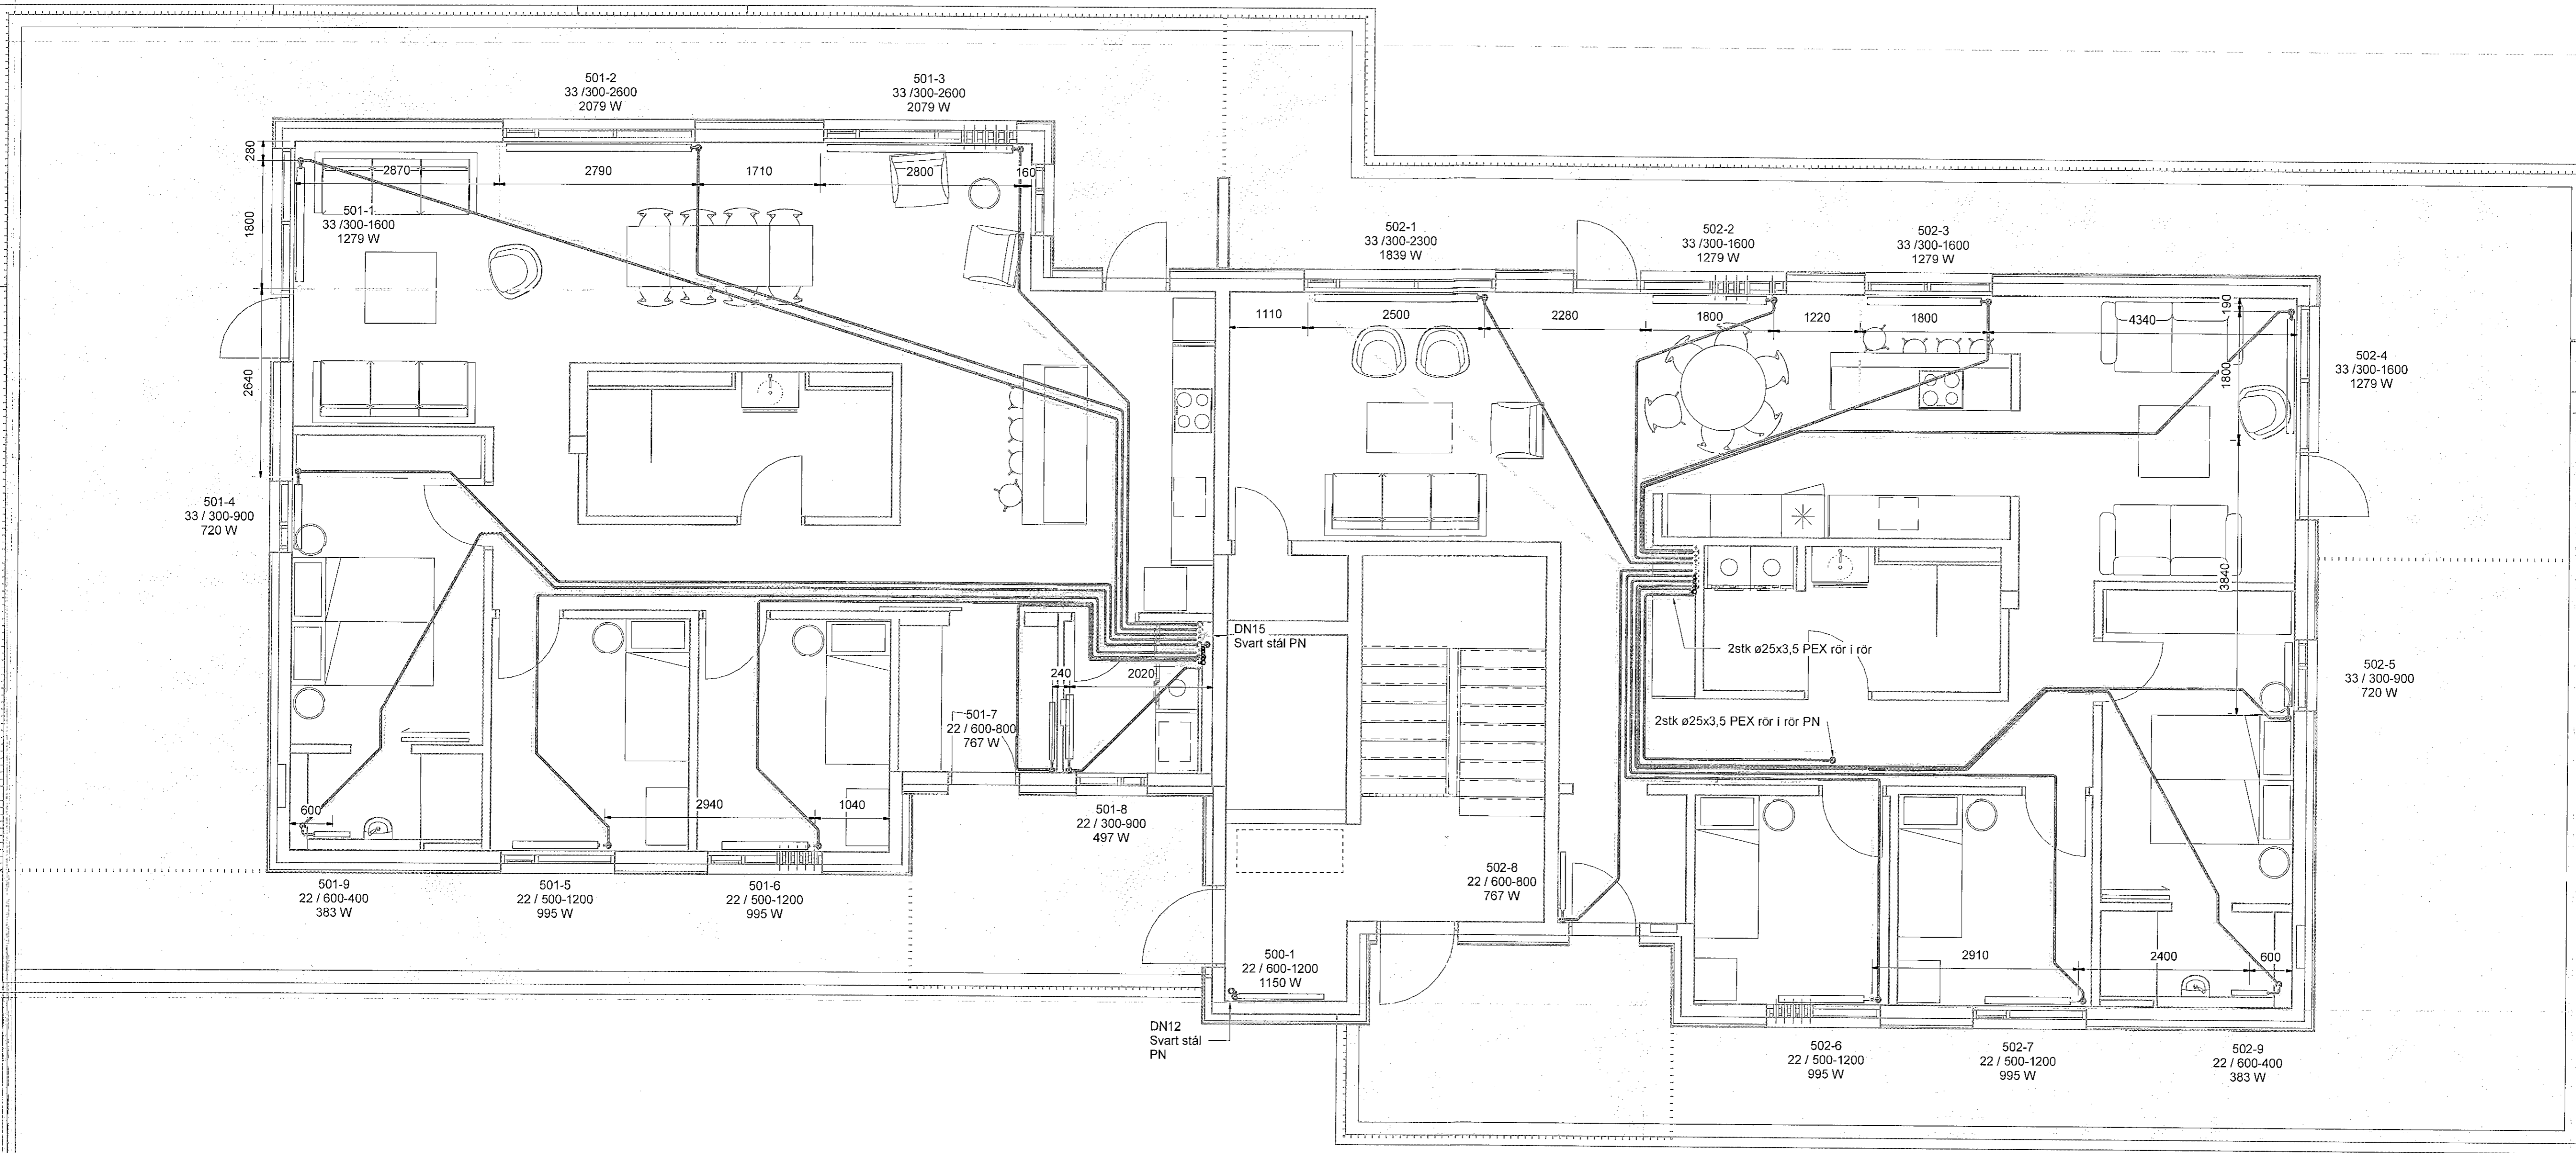 501-2
33 /300-2600
2079 W
501-3
33 /300-2600
2079 W
280
2870
2790
1710
2800
160
1800
501-1
33 /300-1600
1279 W
2640
502-1
33 /300-2300
1839 W
502-2
33 /300-1600
1279 W
502-3
33 /300-1600
1279 W
1110
2500
2280
1800
1220
1800
4340
190
1800
502-4
33 /300-1600
1279 W
501-4
33 / 300-900
720 W
3840
DN15
Svart stál PN
2stk ø25x3,5 PEX rör í rör
502-5
33 / 300-900
720 W
240
2020
501-7
22 / 600-800
767 W
2stk ø25x3,5 PEX rör í rör PN
600
2940
1040
501-8
22 / 300-900
497 W
501-9
22 / 600-400
383 W
501-5
22 / 500-1200
995 W
501-6
22 / 500-1200
995 W
502-8
22 / 600-800
767 W
500-1
22 / 600-1200
1150 W
2910
2400
600
DN12
Svart stál
PN
502-6
22 / 500-1200
995 W
502-7
22 / 500-1200
995 W
502-9
22 / 600-400
383 W